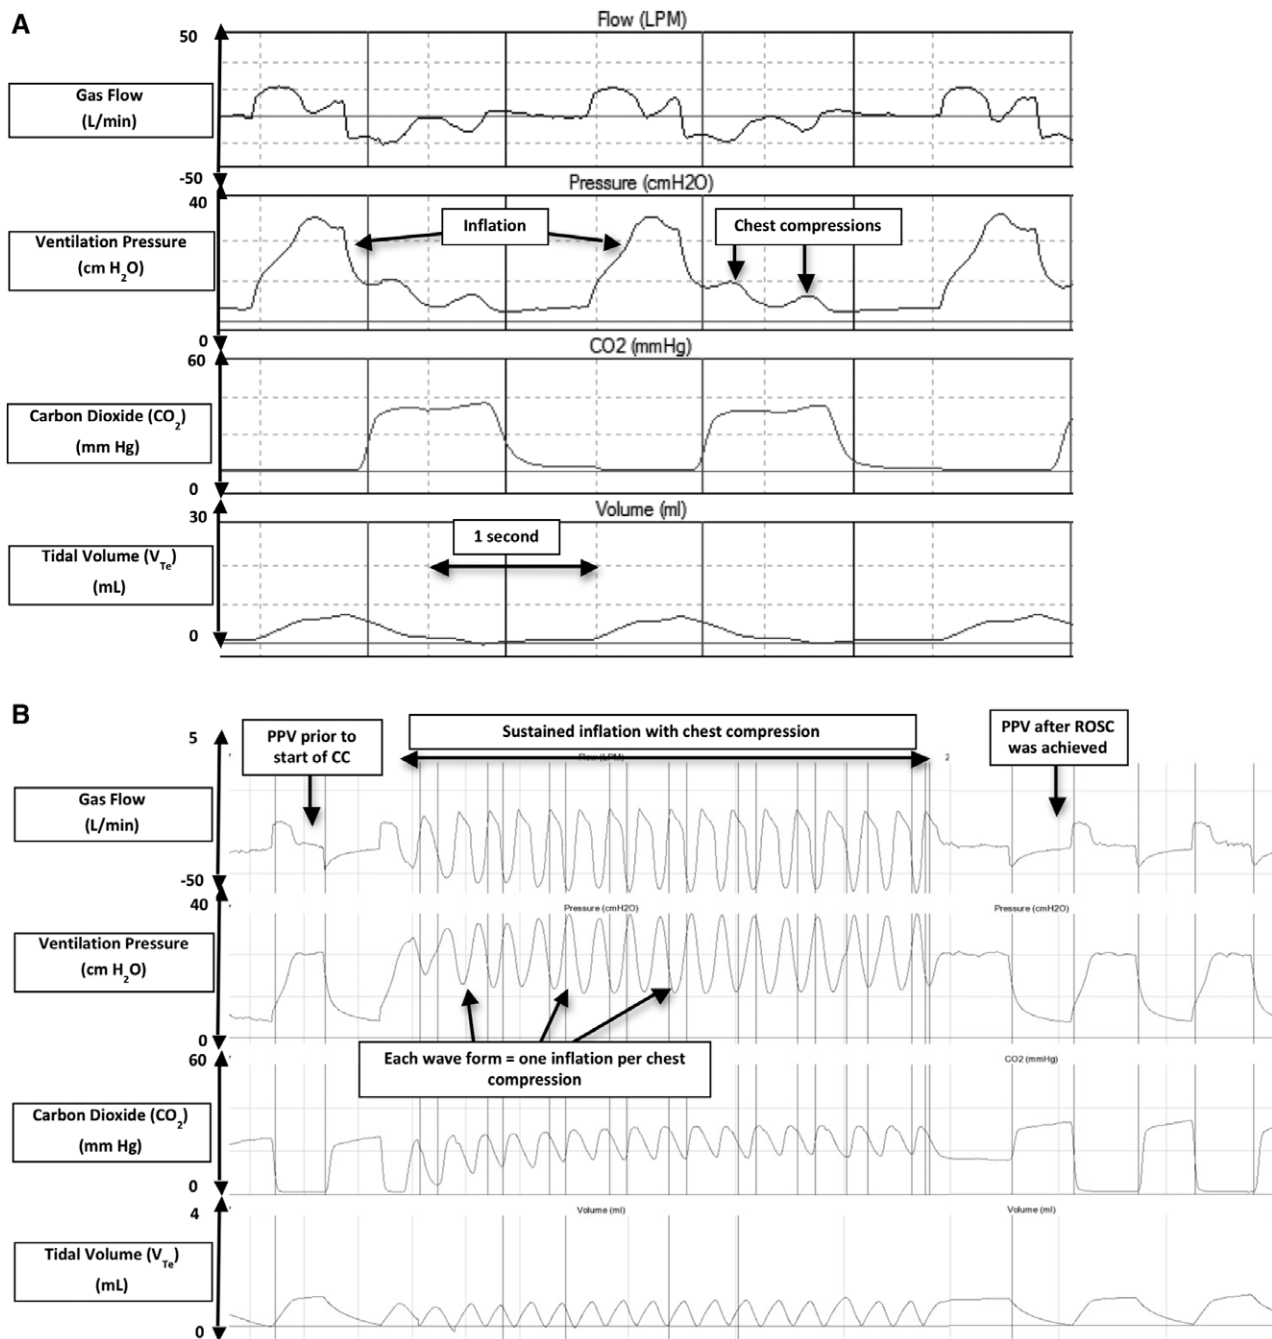 A
Flow (LPM)
50
Gas Flow
(L/min)
-50
Pressure (cmH2O)
40
Inflation
Chest compressions
Ventilation Pressure
(cm H2O)
0
CO2 (mmHg)
60
Carbon Dioxide (CO2)
(mm Hg)
0
Volume (ml)
30
1 second
Tidal Volume (VTe)
(mL)
0
B
5
PPV prior to
start of CC
Sustained inflation with chest compression
PPV after ROSC
was achieved
Flow (LPM)
2
Gas Flow
(L/min)
-50
40
Pressure (cmH2O)
Pressure (cmH2O)
Ventilation Pressure
(cm H2O)
0
Each wave form = one inflation per chest
compression
60
CO2 (mmHg)
Carbon Dioxide (CO2)
(mm Hg)
0
4
Volume (ml)
Volume (ml)
Tidal Volume (VTe)
(mL)
0